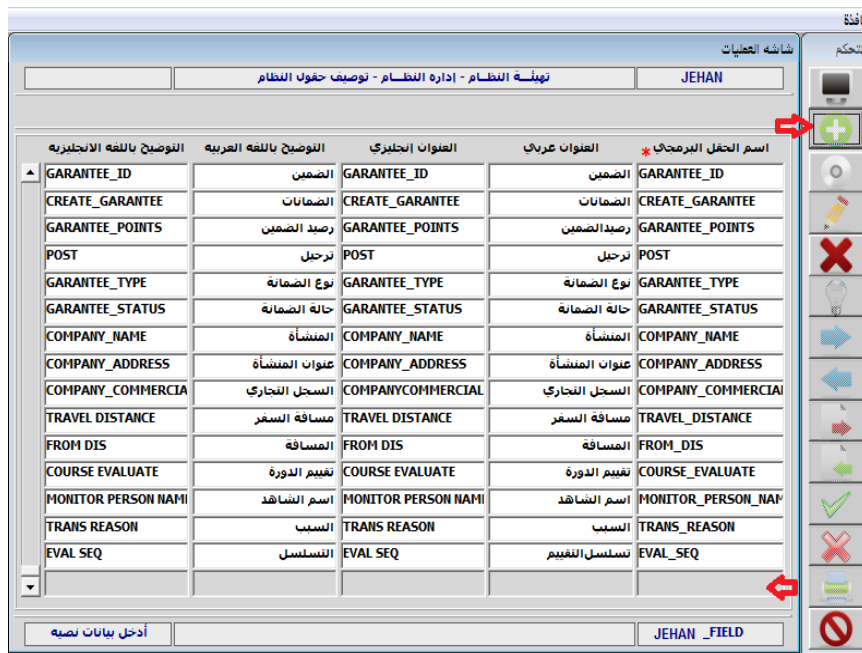 افذة
شاشه العمليات
تحكم
JEHAN تهيئــة النظــام - إداره النظــام - توصيف حقول النظام
اسم الحقل البرمجي * العنوان عربي العنوان إنجليزي التوضيح باللغه العربيه التوضيح باللغه الانجليزيه
GARANTEE_ID الضمين GARANTEE_ID الضمين GARANTEE_ID
CREATE_GARANTEE الضمانات CREATE_GARANTEE الضمانات CREATE_GARANTEE
GARANTEE_POINTS رصيدالضمين GARANTEE_POINTS رصيد الضمين GARANTEE_POINTS
POST ترحيل POST ترحيل POST
GARANTEE_TYPE نوع الضمانة GARANTEE_TYPE نوع الضمانة GARANTEE_TYPE
GARANTEE_STATUS حالة الضمانة GARANTEE_STATUS حالة الضمانة GARANTEE_STATUS
COMPANY_NAME المنشأة COMPANY_NAME المنشأة COMPANY_NAME
COMPANY_ADDRESS عنوان المنشأة COMPANY_ADDRESS عنوان المنشأة COMPANY_ADDRESS
COMPANY_COMMERCIAL السجل التجاري COMPANYCOMMERCIAL السجل التجاري COMPANY_COMMERCIA
TRAVEL_DISTANCE مسافة السفر TRAVEL DISTANCE مسافة السفر TRAVEL DISTANCE
FROM_DIS المسافة FROM DIS المسافة FROM DIS
COURSE_EVALUATE تقييم الدورة COURSE EVALUATE تقييم الدورة COURSE EVALUATE
MONITOR_PERSON_NAM اسم الشاهد MONITOR PERSON NAM اسم الشاهد MONITOR PERSON NAM
TRANS_REASON السبب TRANS REASON السبب TRANS REASON
EVAL_SEQ تسلسل التقييم EVAL SEQ التسلسل EVAL SEQ
JEHAN _FIELD أدخل بيانات نصيه